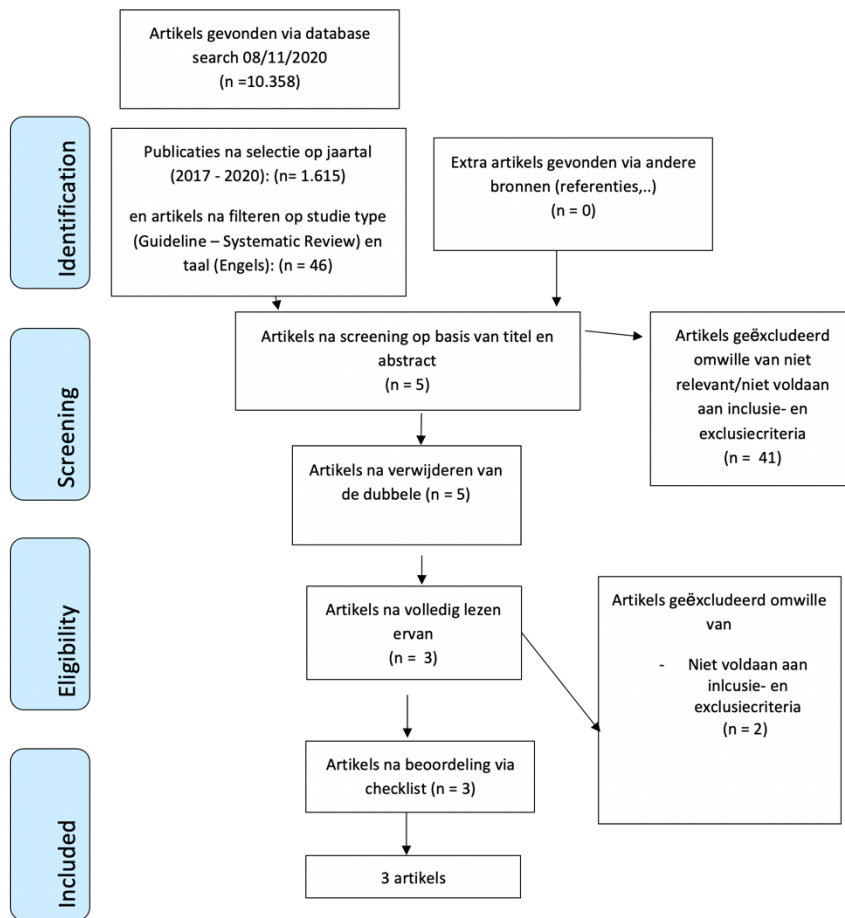 Artikels gevonden via database
search 08/11/2020
(n =10.358)
Identification
Publicaties na selectie op jaartal
(2017 - 2020): (n= 1.615)
en artikels na filteren op studie type
(Guideline – Systematic Review) en
taal (Engels): (n = 46)
Extra artikels gevonden via andere
bronnen (referenties,..)
(n = 0)
Screening
Artikels na screening op basis van titel en
abstract
(n = 5)
Artikels geëxcludeerd
omwille van niet
relevant/niet voldaan
aan inclusie- en
exclusiecriteria
(n = 41)
Artikels na verwijderen van
de dubbele (n = 5)
Eligibility
Artikels na volledig lezen
ervan
(n = 3)
Artikels geëxcludeerd omwille
van
- Niet voldaan aan
inlcusie- en
exclusiecriteria
(n = 2)
Included
Artikels na beoordeling via
checklist (n = 3)
3 artikels